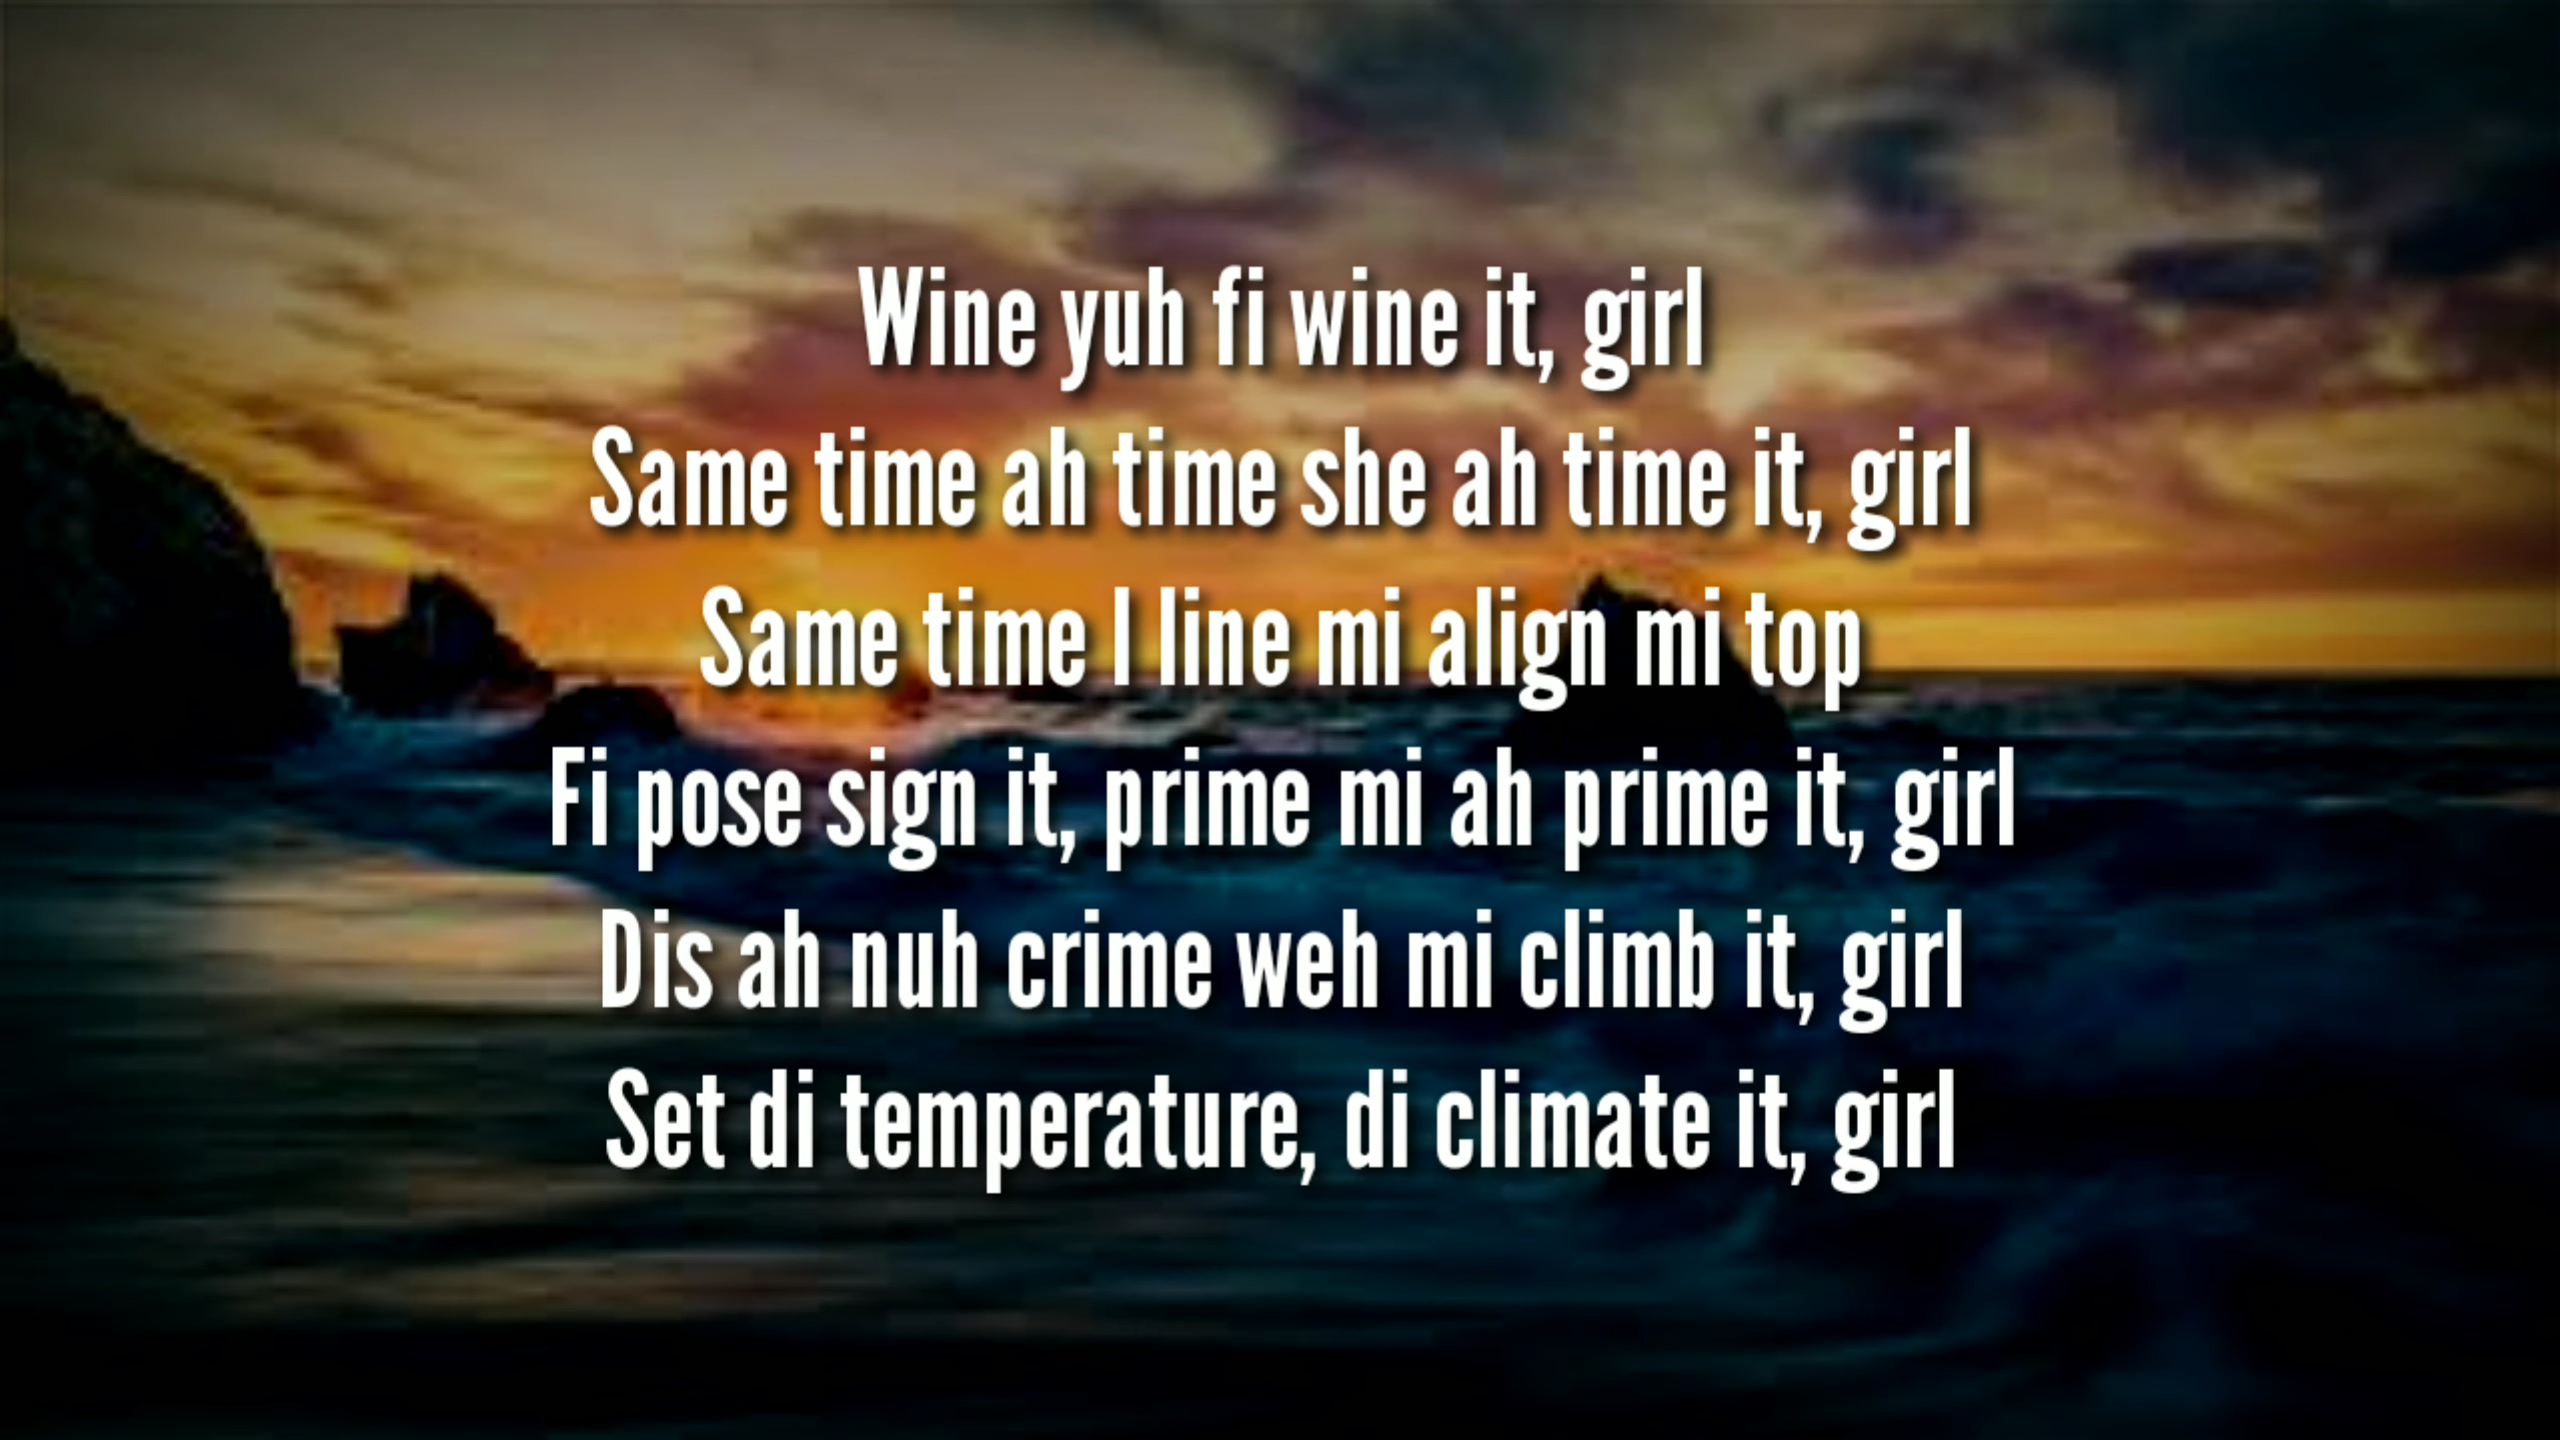 Wine yuh fi wine it, girl
Same time ah time she ah time it, girl
Same time I line mi align mi top
Fi pose sign it, prime mi ah prime it, girl
Dis ah nuh crime weh mi climb it, girl
Set di temperature, di climate it, girl